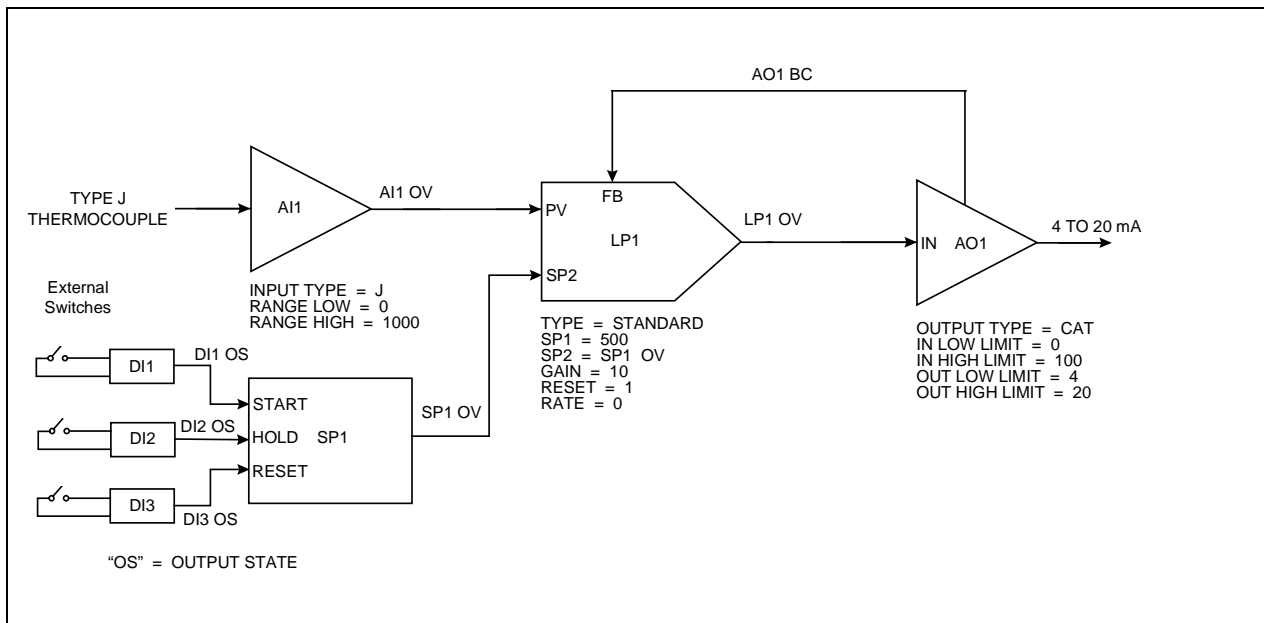 AO1 BC
TYPE J
THERMOCOUPLE
AI1
AI1 OV
PV
FB
LP1
SP2
LP1 OV
IN AO1
4 TO 20 mA
External
Switches
INPUT TYPE = J
RANGE LOW = 0
RANGE HIGH = 1000
TYPE = STANDARD
SP1 = 500
SP2 = SP1 OV
GAIN = 10
RESET = 1
RATE = 0
OUTPUT TYPE = CAT
IN LOW LIMIT = 0
IN HIGH LIMIT = 100
OUT LOW LIMIT = 4
OUT HIGH LIMIT = 20
DI1
DI1 OS
START
DI2
DI2 OS
HOLD SP1
SP1 OV
RESET
DI3
DI3 OS
“OS” = OUTPUT STATE